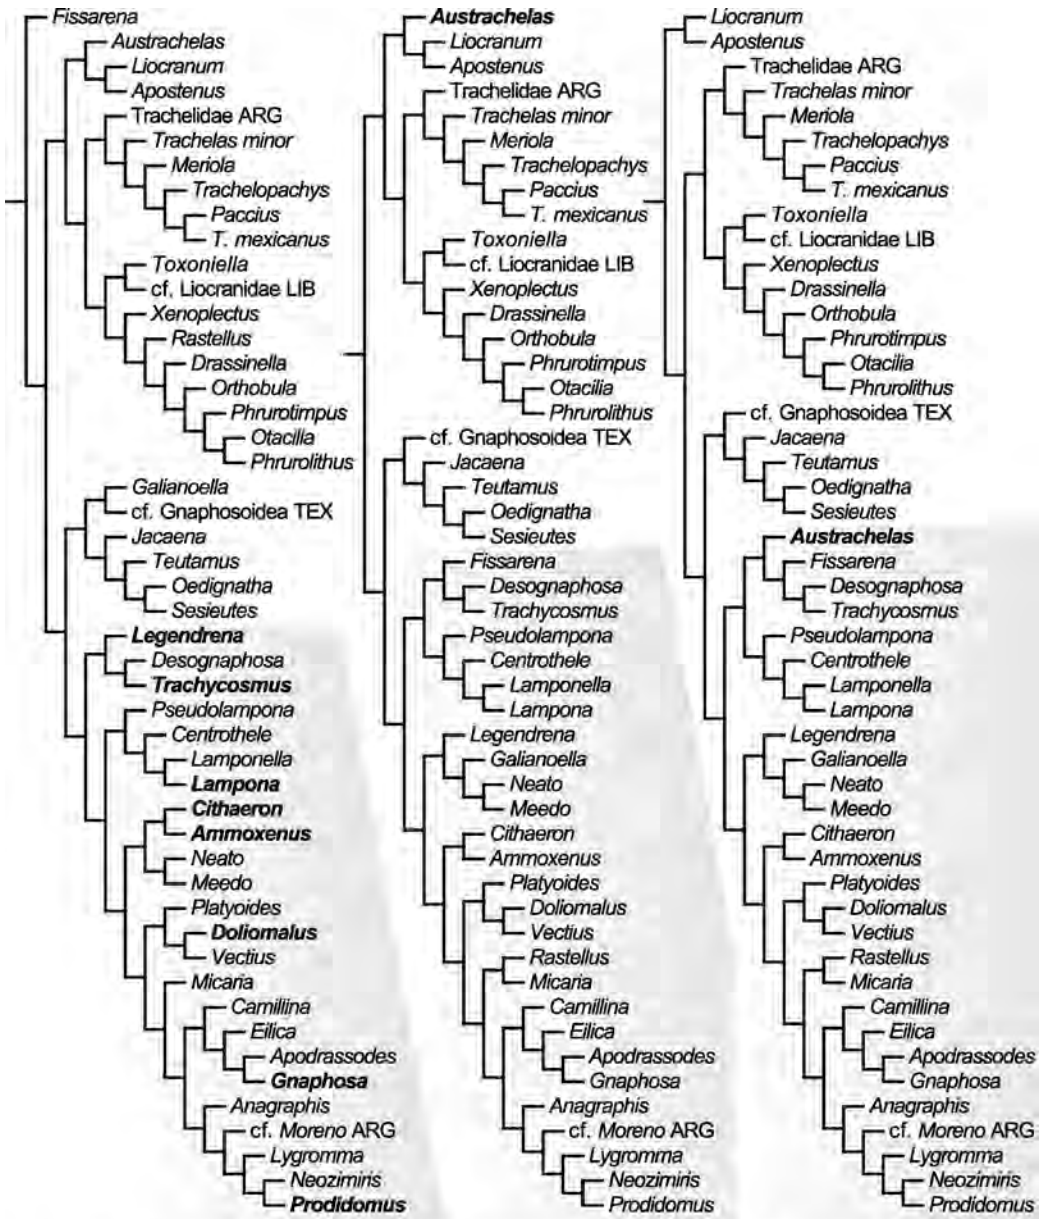 Fissarena
Austrachelas
Liocranum
Apostenus
Trachelidae ARG
Trachelas minor
Meriola
Trachelopachys
Paccius
T. mexicanus
Toxoniella
cf. Liocranidae LIB
Xenoplectus
Rastellus
Drassinella
Orthobula
Phrurotimpus
Otacilla
Phrurolithus
Galianoella
cf. Gnaphosoidea TEX
Jacaena
Teutamus
Oedignatha
Sesieutes
Legendrena
Desognaphosa
Trachycosmus
Pseudolampona
Centrothele
Lamponella
Lampona
Cithaeron
Ammoxenus
Neato
Meedo
Platyoides
Doliomalus
Vectius
Micaria
Camillina
Eilica
Apodrassodes
Gnaphosa
Anagraphis
cf. Moreno ARG
Lygromma
Neozimiris
Prodidomus
Austrachelas
Liocranum
Apostenus
Trachelidae ARG
Trachelas minor
Meriola
Trachelopachys
Paccius
T. mexicanus
Toxoniella
cf. Liocranidae LIB
Xenoplectus
Drassinella
Orthobula
Phrurotimpus
Otacilia
Phrurolithus
cf. Gnaphosoidea TEX
Jacaena
Teutamus
Oedignatha
Sesieutes
Fissarena
Desognaphosa
Trachycosmus
Pseudolampona
Centrothele
Lamponella
Lampona
Legendrena
Galianoella
Neato
Meedo
Cithaeron
Ammoxenus
Platyoides
Doliomalus
Vectius
Rastellus
Micaria
Camillina
Eilica
Apodrassodes
Gnaphosa
Anagraphis
cf. Moreno ARG
Lygromma
Neozimiris
Prodidomus
Liocranum
Apostenus
Trachelidae ARG
Trachelas minor
Meriola
Trachelopachys
Paccius
T. mexicanus
Toxoniella
cf. Liocranidae LIB
Xenoplectus
Drassinella
Orthobula
Phrurotimpus
Otacilia
Phrurolithus
cf. Gnaphosoidea TEX
Jacaena
Teutamus
Oedignatha
Sesieutes
Austrachelas
Fissarena
Desognaphosa
Trachycosmus
Pseudolampona
Centrothele
Lamponella
Lampona
Legendrena
Galianoella
Neato
Meedo
Cithaeron
Ammoxenus
Platyoides
Doliomalus
Vectius
Rastellus
Micaria
Camillina
Eilica
Apodrassodes
Gnaphosa
Anagraphis
cf. Moreno ARG
Lygromma
Neozimiris
Prodidomus